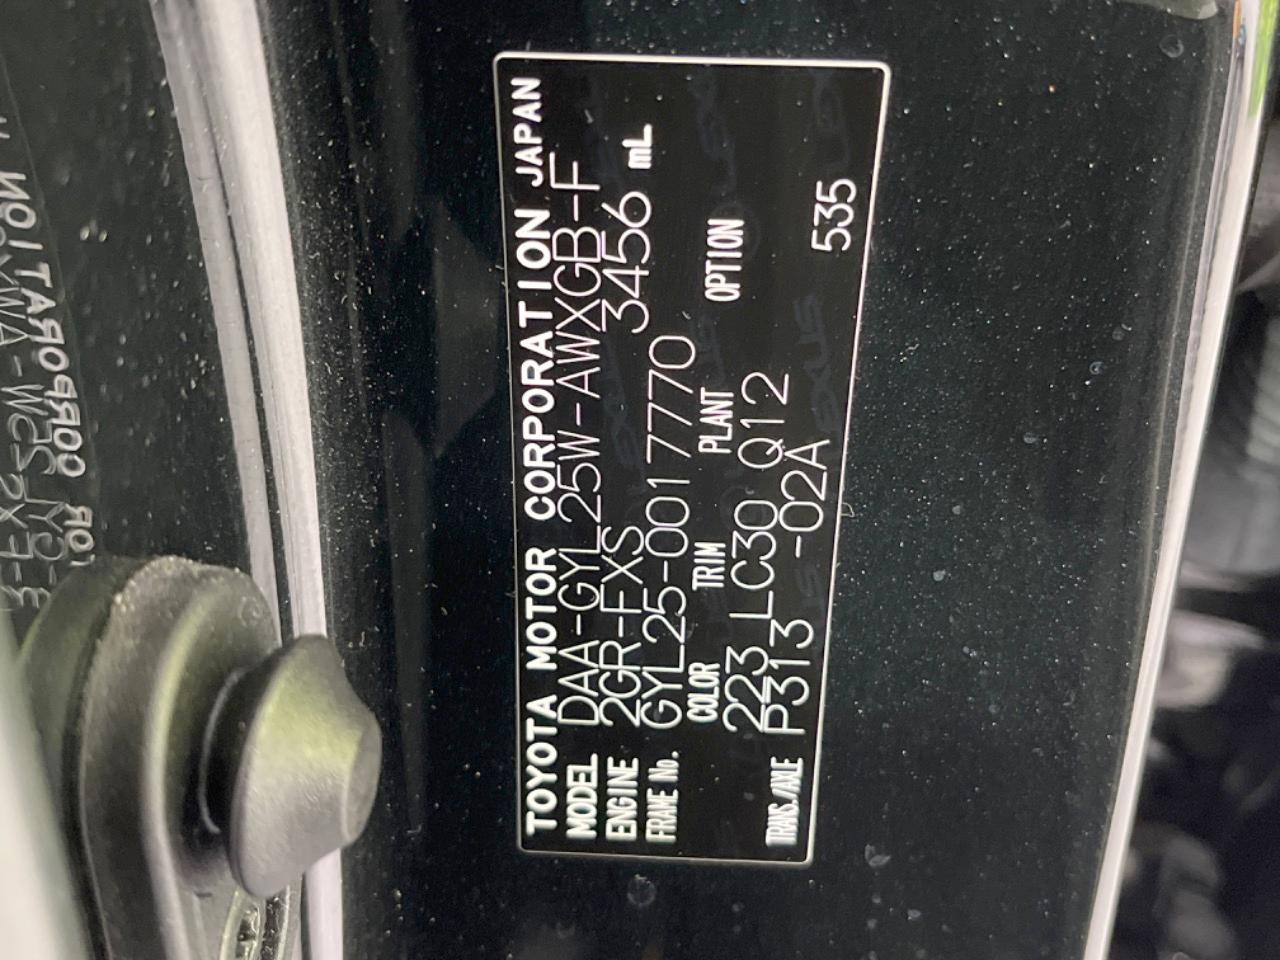 TOYOTA MOTOR CORPORATION JAPAN
MODEL DAA-GYL25W-AWXGB-F
ENGINE 2GR-FXS 3456 mL
FRAME No. GYL25-0017770
COLOR TRIM PLANT OPTION
223 LC30 Q12
TRANS./AXLE P313 -02A 535